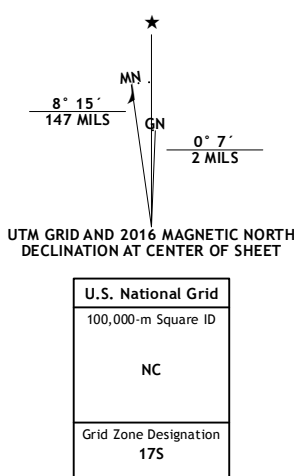 ★
MN
8° 15´
147 MILS
GN
0° 7´
2 MILS
UTM GRID AND 2016 MAGNETIC NORTH
DECLINATION AT CENTER OF SHEET
U.S. National Grid
100,000-m Square ID
NC
Grid Zone Designation
17S